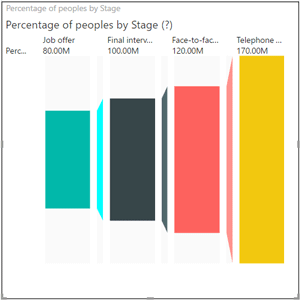 Percentage of peoples by Stage
Percentage of peoples by Stage (?)
Job offer Final interv... Face-to-fac... Telephone ...
Perc... 80.00M 100.00M 120.00M 170.00M